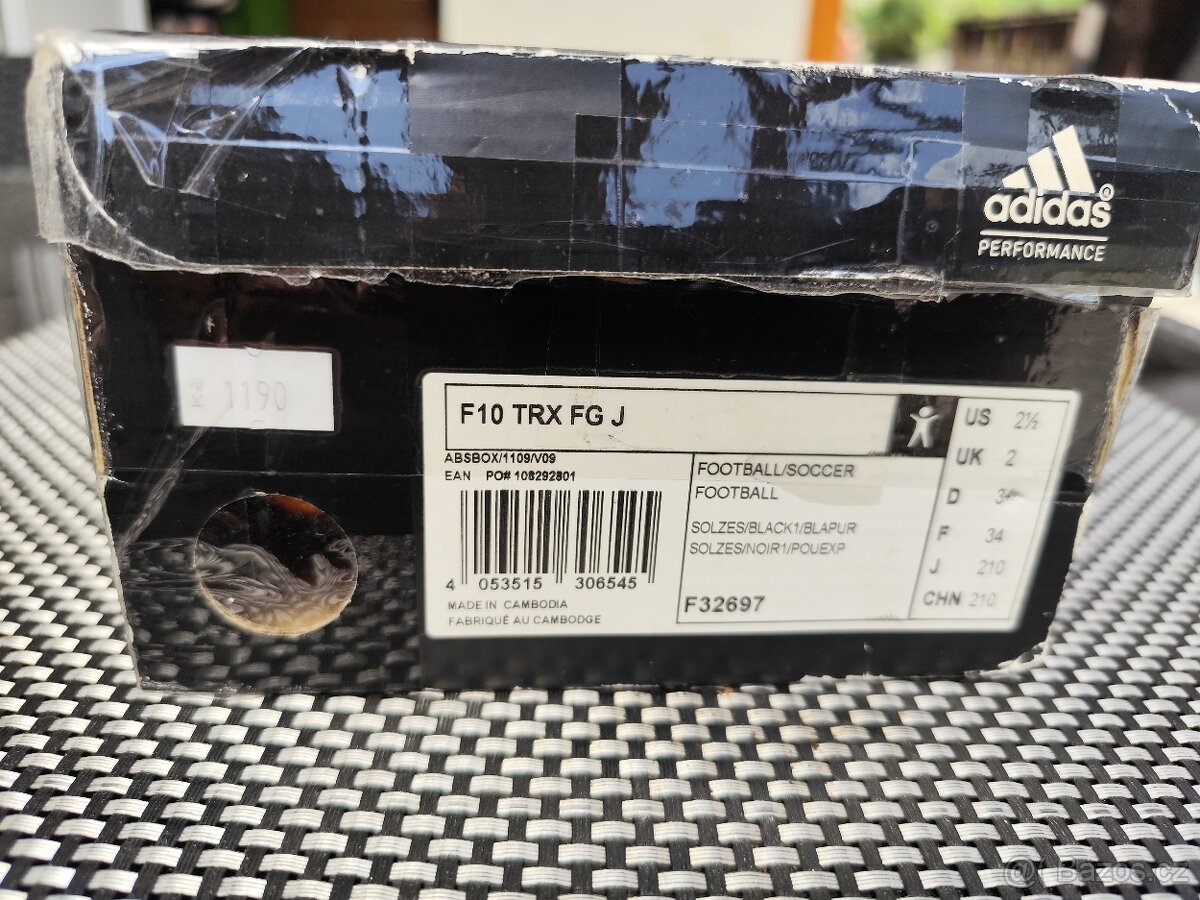 adidas®
PERFORMANCE
Kč 1190
F10 TRX FG J
ABSBOX/1109/V09
EAN PO# 108292801
4 053515 306545
MADE IN CAMBODIA
FABRIQUÉ AU CAMBODGE
FOOTBALL/SOCCER
FOOTBALL
SOLZES/BLACK1/BLAPUR
SOLZES/NOIR1/POUEXP
F32697
US 2½
UK 2
D 34
F 34
J 210
CHN 210
Bazos.cz